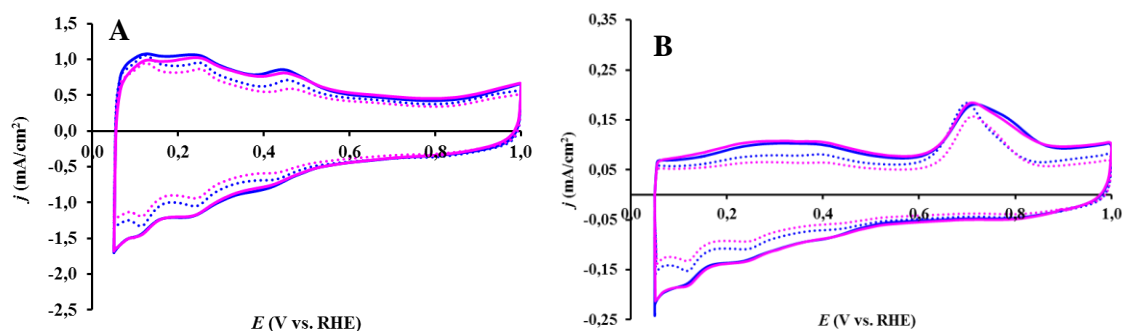 A
j (mA/cm²)
1,5
1,0
0,5
0,0
-0,5
-1,0
-1,5
-2,0
-2,5
0,0 0,2 0,4 0,6 0,8 1,0
E (V vs. RHE)
B
j (mA/cm²)
0,35
0,25
0,15
0,05
-0,05
-0,15
-0,25
0,0 0,2 0,4 0,6 0,8 1,0
E (V vs. RHE)